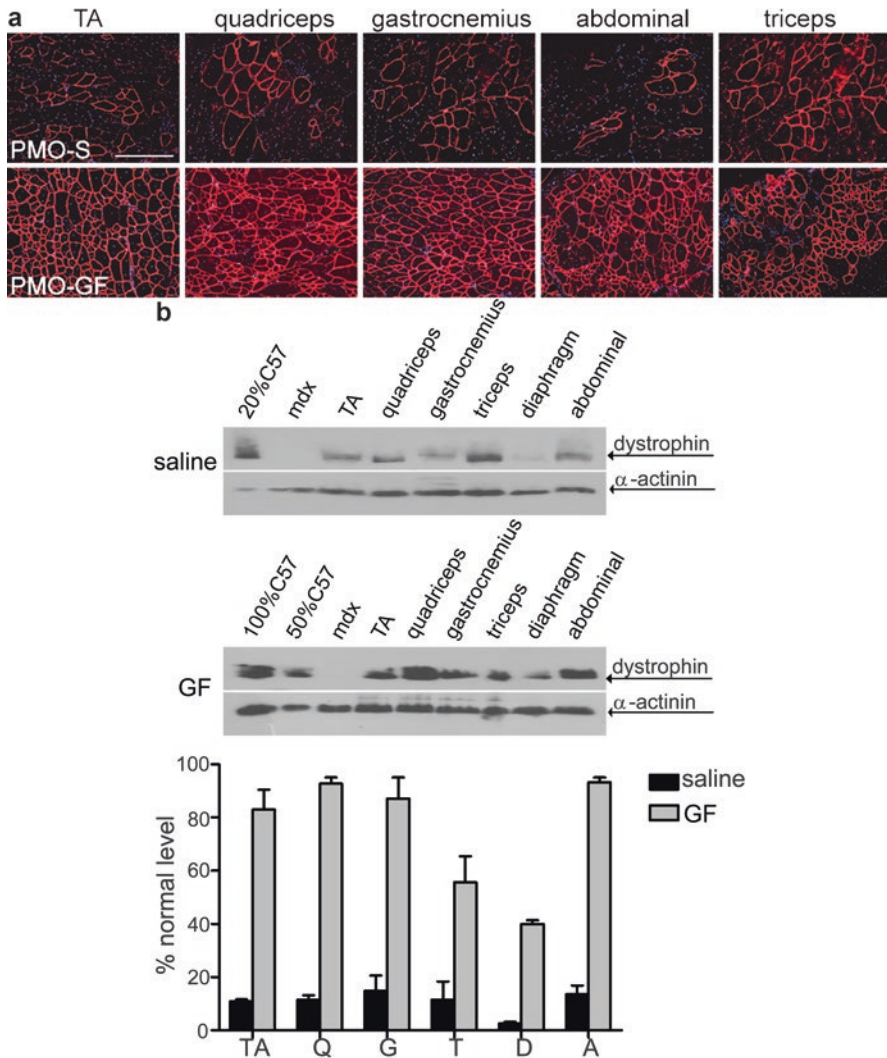 a
TA quadriceps gastrocnemius abdominal triceps
PMO-S
PMO-GF
b
20%C57 mdx TA quadriceps gastrocnemius triceps diaphragm abdominal
saline
dystrophin
α-actinin
100%C57 50%C57 mdx TA quadriceps gastrocnemius triceps diaphragm abdominal
GF
dystrophin
α-actinin
100
80
60
40
20
0
% normal level
saline
GF
TA Q G T D A